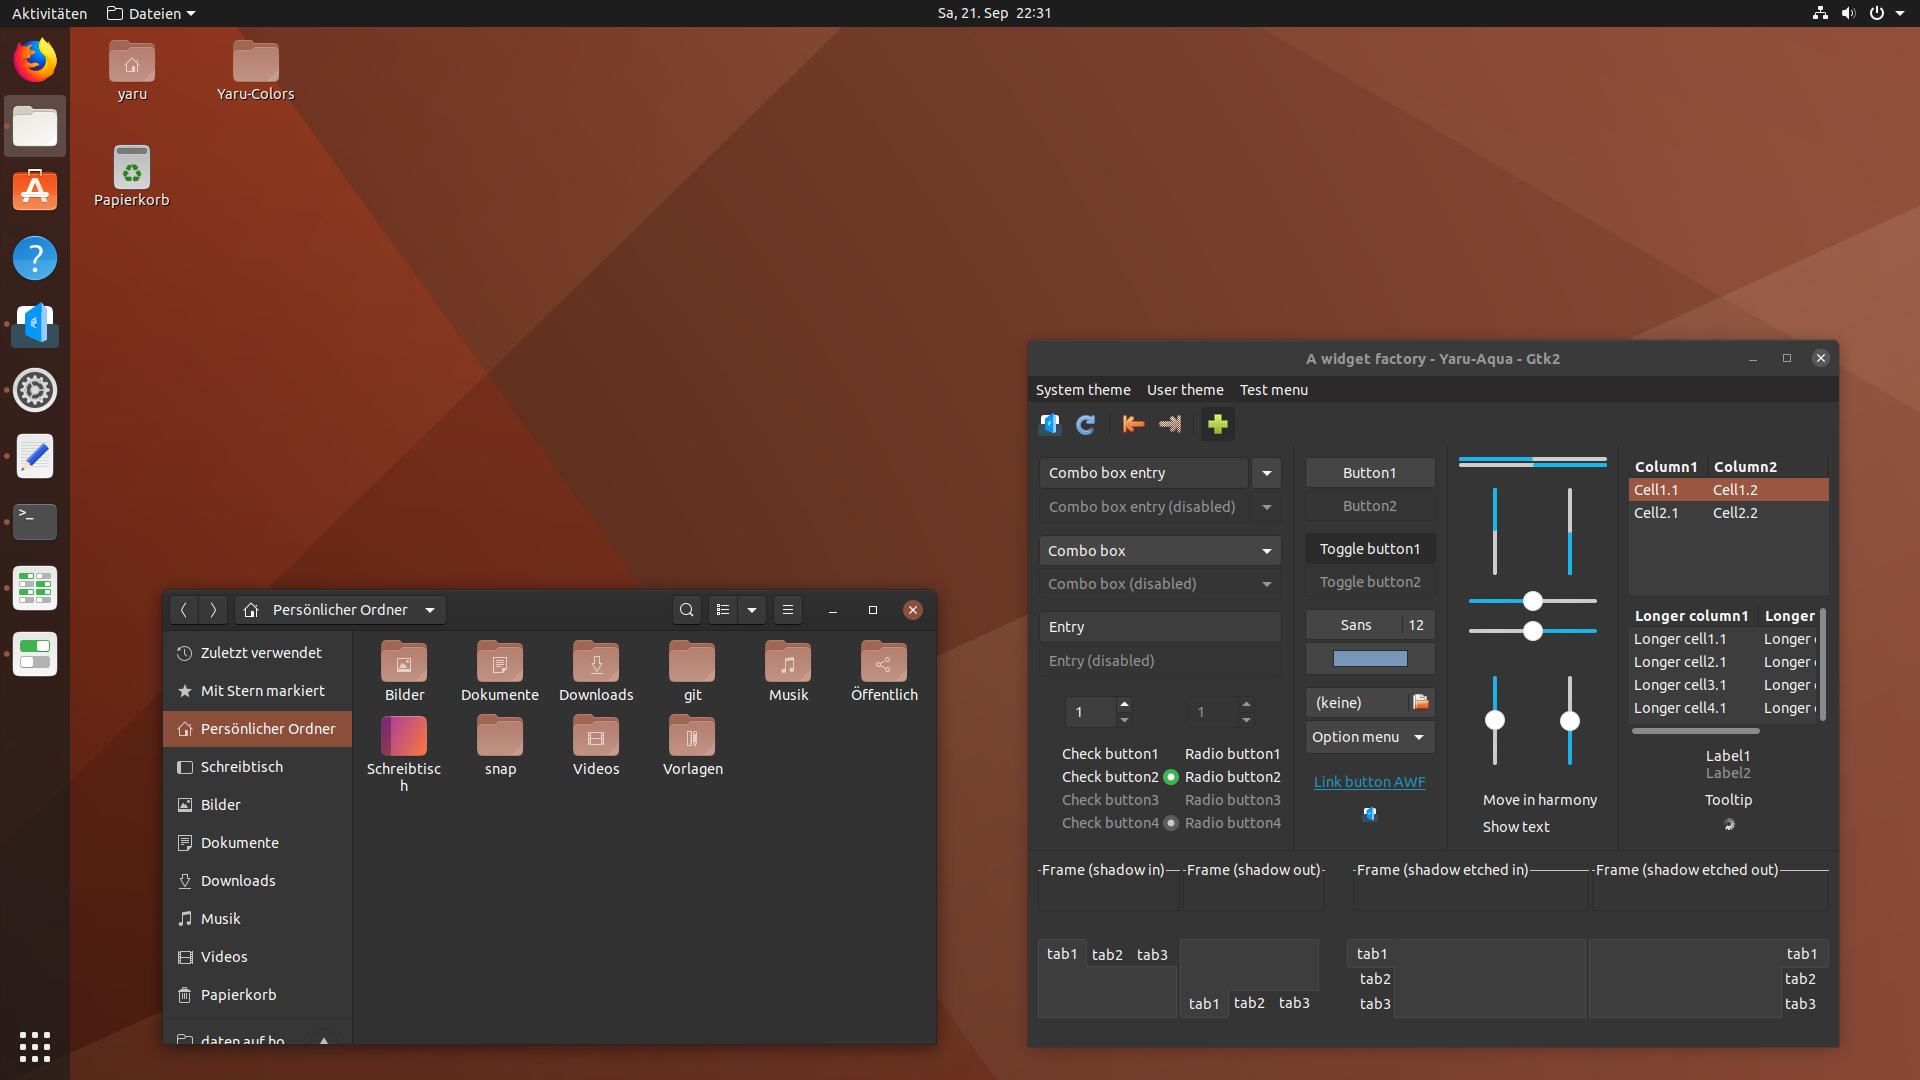 Aktivitäten
Dateien
Sa, 21. Sep 22:31
yaru
Yaru-Colors
Papierkorb
Persönlicher Ordner
Zuletzt verwendet
Mit Stern markiert
Persönlicher Ordner
Schreibtisch
Bilder
Dokumente
Downloads
Musik
Videos
Papierkorb
Bilder
Dokumente
Downloads
git
Musik
Öffentlich
Schreibtisc
h
snap
Videos
Vorlagen
A widget factory - Yaru-Aqua - Gtk2
System theme
User theme
Test menu
Combo box entry
Combo box entry (disabled)
Combo box
Combo box (disabled)
Entry
Entry (disabled)
1
1
Check button1
Radio button1
Check button2
Radio button2
Check button3
Radio button3
Check button4
Radio button4
Button1
Button2
Toggle button1
Toggle button2
Sans
12
(keine)
Option menu
Link button AWF
Move in harmony
Show text
Column1
Column2
Cell1.1
Cell1.2
Cell2.1
Cell2.2
Longer column1
Longer
Longer cell1.1
Longer
Longer cell2.1
Longer
Longer cell3.1
Longer
Longer cell4.1
Longer
Label1
Label2
Tooltip
Frame (shadow in)
Frame (shadow out)
Frame (shadow etched in)
Frame (shadow etched out)
tab1
tab2
tab3
tab1
tab2
tab3
tab1
tab2
tab3
tab1
tab2
tab3